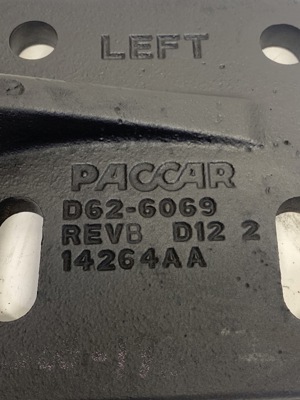 LEFT
PACCAR
D62-6069
REVB D12 2
14264AA